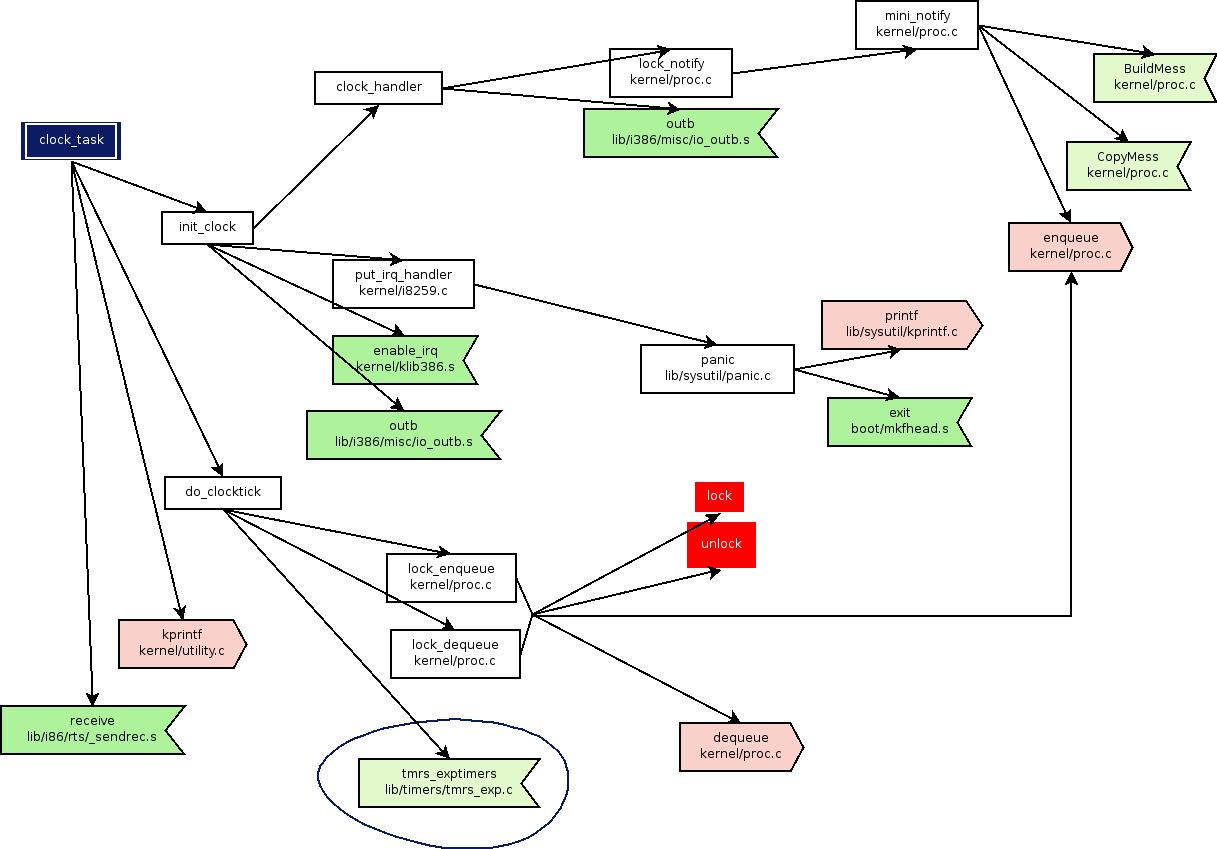 mini_notify
kernel/proc.c
lock_notify
kernel/proc.c
BuildMess
kernel/proc.c
clock_handler
outb
lib/i386/misc/io_outb.s
clock_task
CopyMess
kernel/proc.c
init_clock
enqueue
kernel/proc.c
put_irq_handler
kernel/i8259.c
printf
lib/sysutil/kprintf.c
enable_irq
kernel/klib386.s
panic
lib/sysutil/panic.c
exit
boot/mkfhead.s
outb
lib/i386/misc/io_outb.s
do_clocktick
lock
unlock
lock_enqueue
kernel/proc.c
lock_dequeue
kernel/proc.c
kprintf
kernel/utility.c
receive
lib/i86/rts/_sendrec.s
dequeue
kernel/proc.c
tmrs_exptimers
lib/timers/tmrs_exp.c